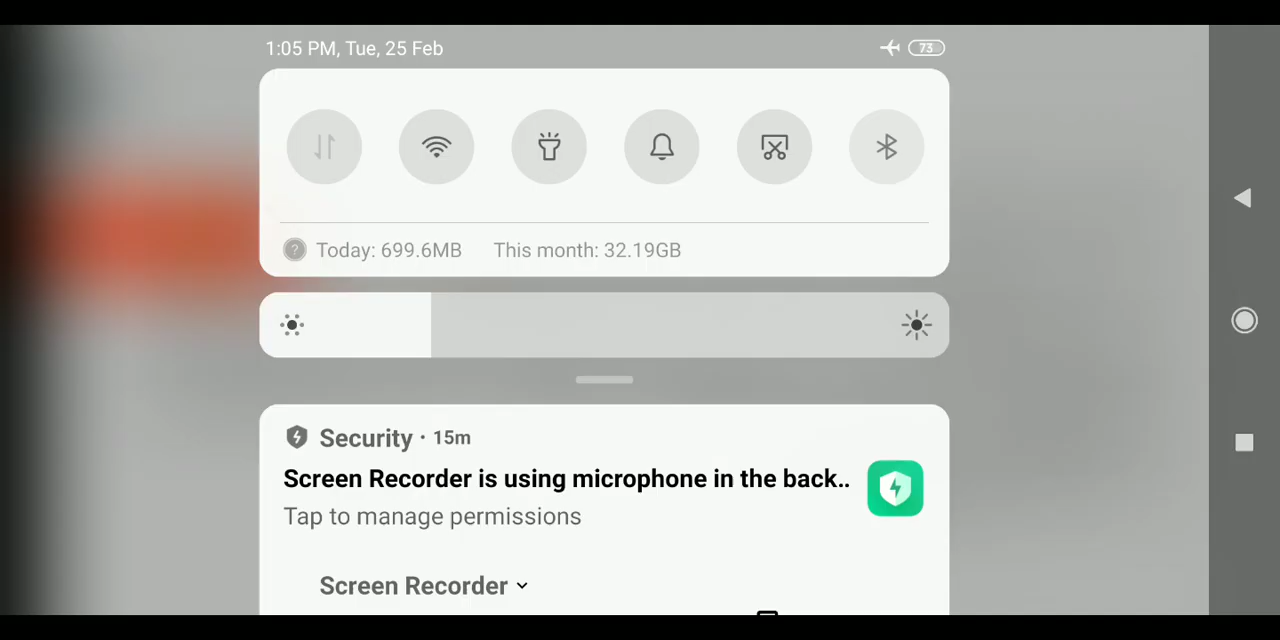 1:05 PM, Tue, 25 Feb 73
Today: 699.6MB This month: 32.19GB
Security · 15m
Screen Recorder is using microphone in the back..
Tap to manage permissions
Screen Recorder